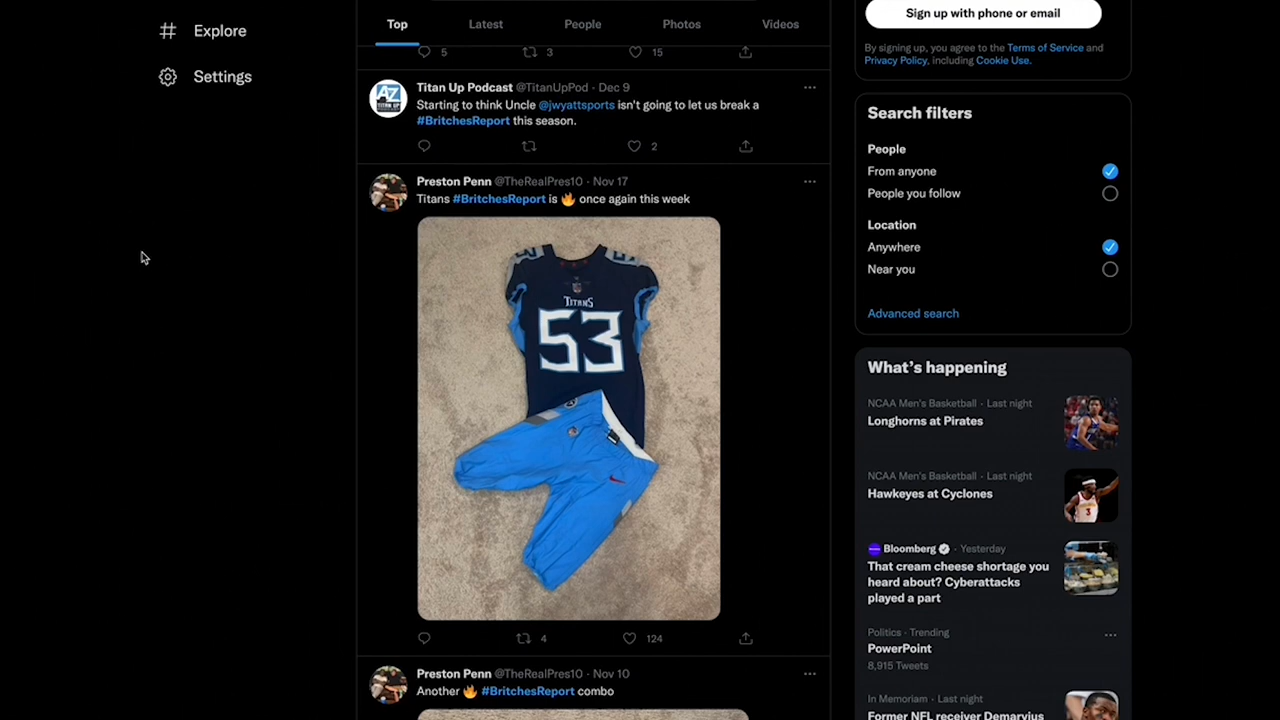 Explore
Settings
Top
Latest
People
Photos
Videos
5
3
15
Titan Up Podcast @TitanUpPod · Dec 9
Starting to think Uncle @jwyattsports isn't going to let us break a
#BritchesReport this season.
2
Preston Penn @TheRealPres10 · Nov 17
Titans #BritchesReport is 🔥 once again this week
TITANS
53
4
124
Preston Penn @TheRealPres10 · Nov 10
Another 🔥 #BritchesReport combo
Sign up with phone or email
By signing up, you agree to the Terms of Service and
Privacy Policy, including Cookie Use.
Search filters
People
From anyone
People you follow
Location
Anywhere
Near you
Advanced search
What's happening
NCAA Men's Basketball · Last night
Longhorns at Pirates
NCAA Men's Basketball · Last night
Hawkeyes at Cyclones
3
Bloomberg · Yesterday
That cream cheese shortage you
heard about? Cyberattacks
played a part
Politics · Trending
PowerPoint
8,915 Tweets
In Memoriam · Last night
Former NFL receiver Demaryius